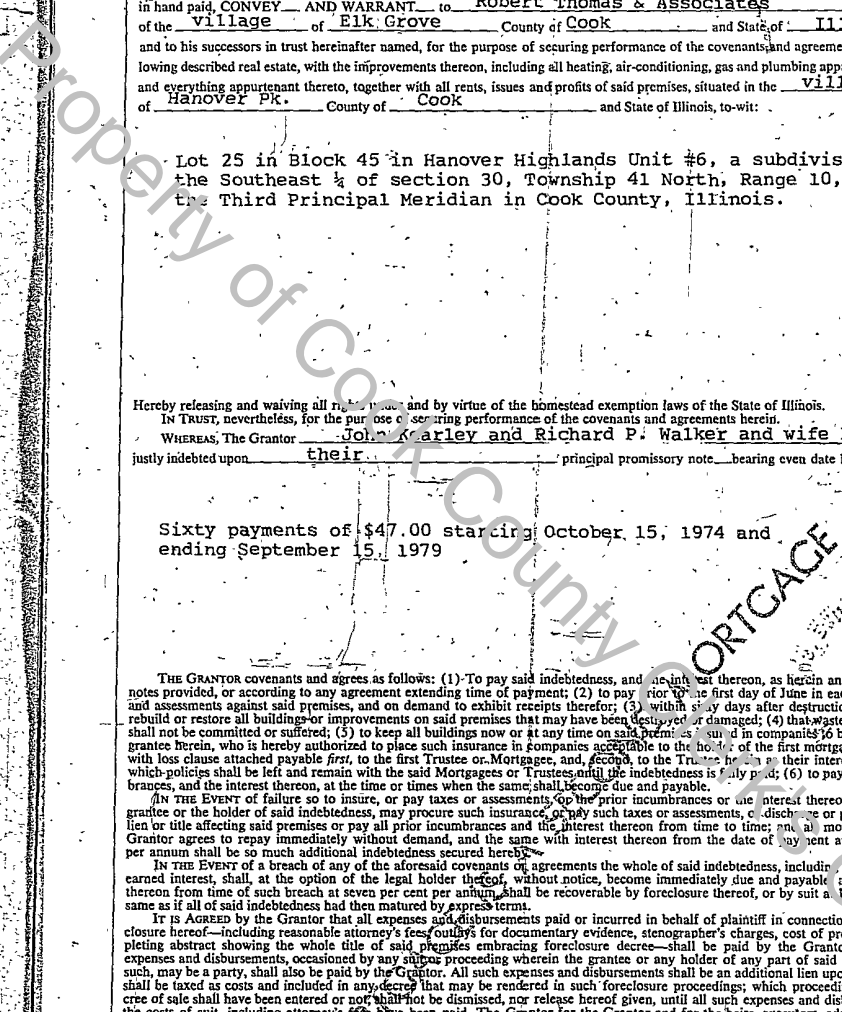 in hand paid, CONVEY AND WARRANT to Robert Thomas & Associates
of the village of Elk Grove County of Cook and State of Ill
and to his successors in trust hereinafter named, for the purpose of securing performance of the covenants and agreeme
lowing described real estate, with the improvements thereon, including all heating, air-conditioning, gas and plumbing app
and everything appurtenant thereto, together with all rents, issues and profits of said premises, situated in the vill
of Hanover Pk. County of Cook and State of Illinois, to-wit:
Lot 25 in Block 45 in Hanover Highlands Unit #6, a subdivis
the Southeast ¼ of section 30, Township 41 North, Range 10,
the Third Principal Meridian in Cook County, Illinois.
Hereby releasing and waiving all rights under and by virtue of the homestead exemption laws of the State of Illinois.
IN TRUST, nevertheless, for the purpose of securing performance of the covenants and agreements herein.
WHEREAS, The Grantor John Kearley and Richard P. Walker and wife
justly indebted upon their principal promissory note bearing even date
Sixty payments of $47.00 starting October 15, 1974 and
ending September 15, 1979
ORTGAGE
THE GRANTOR covenants and agrees as follows: (1) To pay said indebtedness, and the interest thereon, as herein an
notes provided, or according to any agreement extending time of payment; (2) to pay prior to the first day of June in ea
and assessments against said premises, and on demand to exhibit receipts therefor; (3) within sixty days after destructio
rebuild or restore all buildings or improvements on said premises that may have been destroyed or damaged; (4) that waste
shall not be committed or suffered; (5) to keep all buildings now or at any time on said premises insured in companies to b
grantee herein, who is hereby authorized to place such insurance in companies acceptable to the holder of the first mortga
with loss clause attached payable first, to the first Trustee or Mortgagee, and, second, to the Trustee herein as their inter
which policies shall be left and remain with the said Mortgagees or Trustees until the indebtedness is fully paid; (6) to pay
brances, and the interest thereon, at the time or times when the same shall become due and payable.
IN THE EVENT of failure so to insure, or pay taxes or assessments, or the prior incumbrances or the interest thereo
grantee or the holder of said indebtedness, may procure such insurance, or pay such taxes or assessments, or discharge or p
lien or title affecting said premises or pay all prior incumbrances and the interest thereon from time to time; and all mo
Grantor agrees to repay immediately without demand, and the same with interest thereon from the date of payment a
per annum shall be so much additional indebtedness secured hereby.
IN THE EVENT of a breach of any of the aforesaid covenants or agreements the whole of said indebtedness, including
earned interest, shall, at the option of the legal holder thereof, without notice, become immediately due and payable
thereon from time of such breach at seven per cent per annum, shall be recoverable by foreclosure thereof, or by suit a
same as if all of said indebtedness had then matured by express terms.
IT IS AGREED by the Grantor that all expenses and disbursements paid or incurred in behalf of plaintiff in connectio
closure hereof—including reasonable attorney's fees, outlays for documentary evidence, stenographer's charges, cost of pro
pleting abstract showing the whole title of said premises embracing foreclosure decree—shall be paid by the Granto
expenses and disbursements, occasioned by any suit or proceeding wherein the grantee or any holder of any part of said
such, may be a party, shall also be paid by the Grantor. All such expenses and disbursements shall be an additional lien upo
shall be taxed as costs and included in any decree that may be rendered in such foreclosure proceedings; which proceedi
cree of sale shall have been entered or not, shall not be dismissed, nor release hereof given, until all such expenses and dis
Property of Cook County Clerk's O